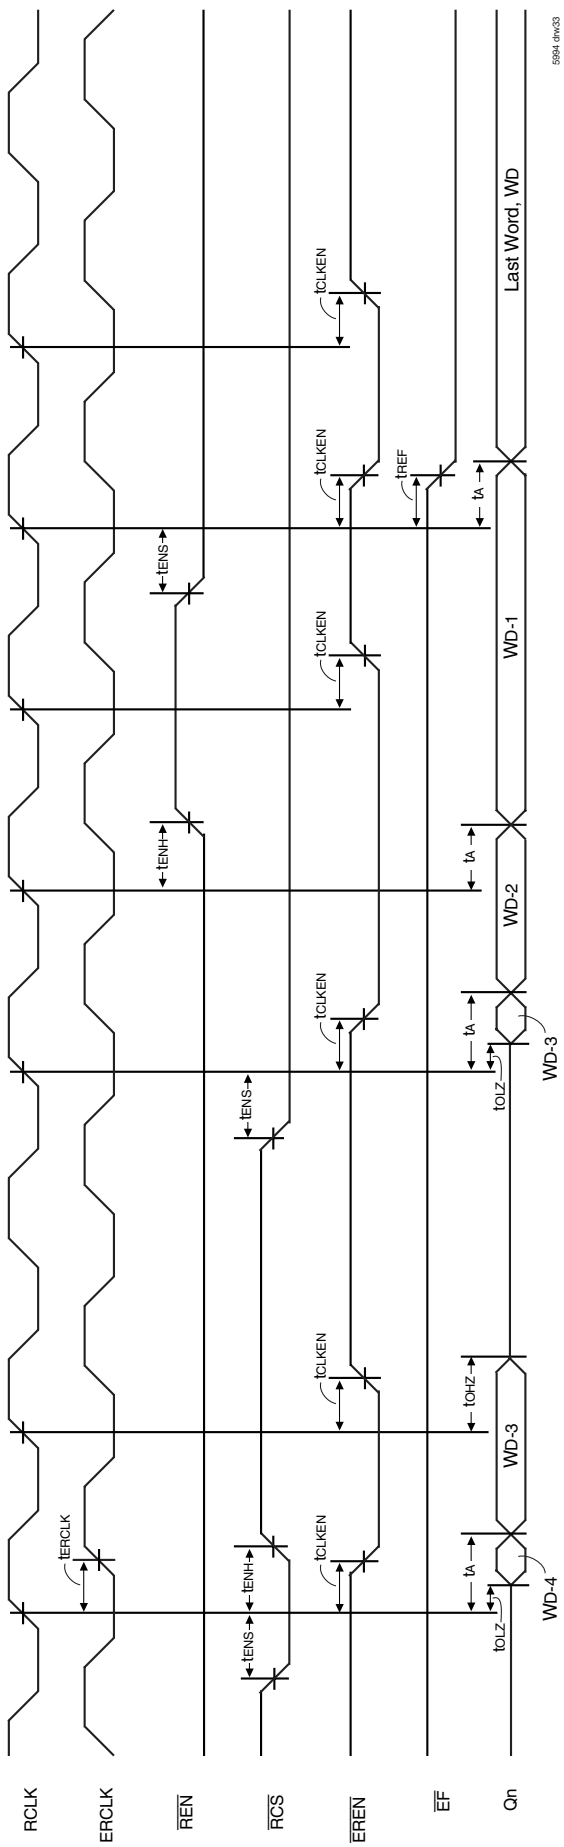 RCLK
ERCLK
tERCLK
REN
tENH
tENS
RCS
tENS
tENH
tENS
EREN
tCLKEN
tCLKEN
tCLKEN
tCLKEN
tCLKEN
tCLKEN
EF
tREF
Qn
tOLZ
tA
tOHZ
tOLZ
tA
tA
tA
WD-4
WD-3
WD-3
WD-2
WD-1
Last Word, WD
5994 drw33